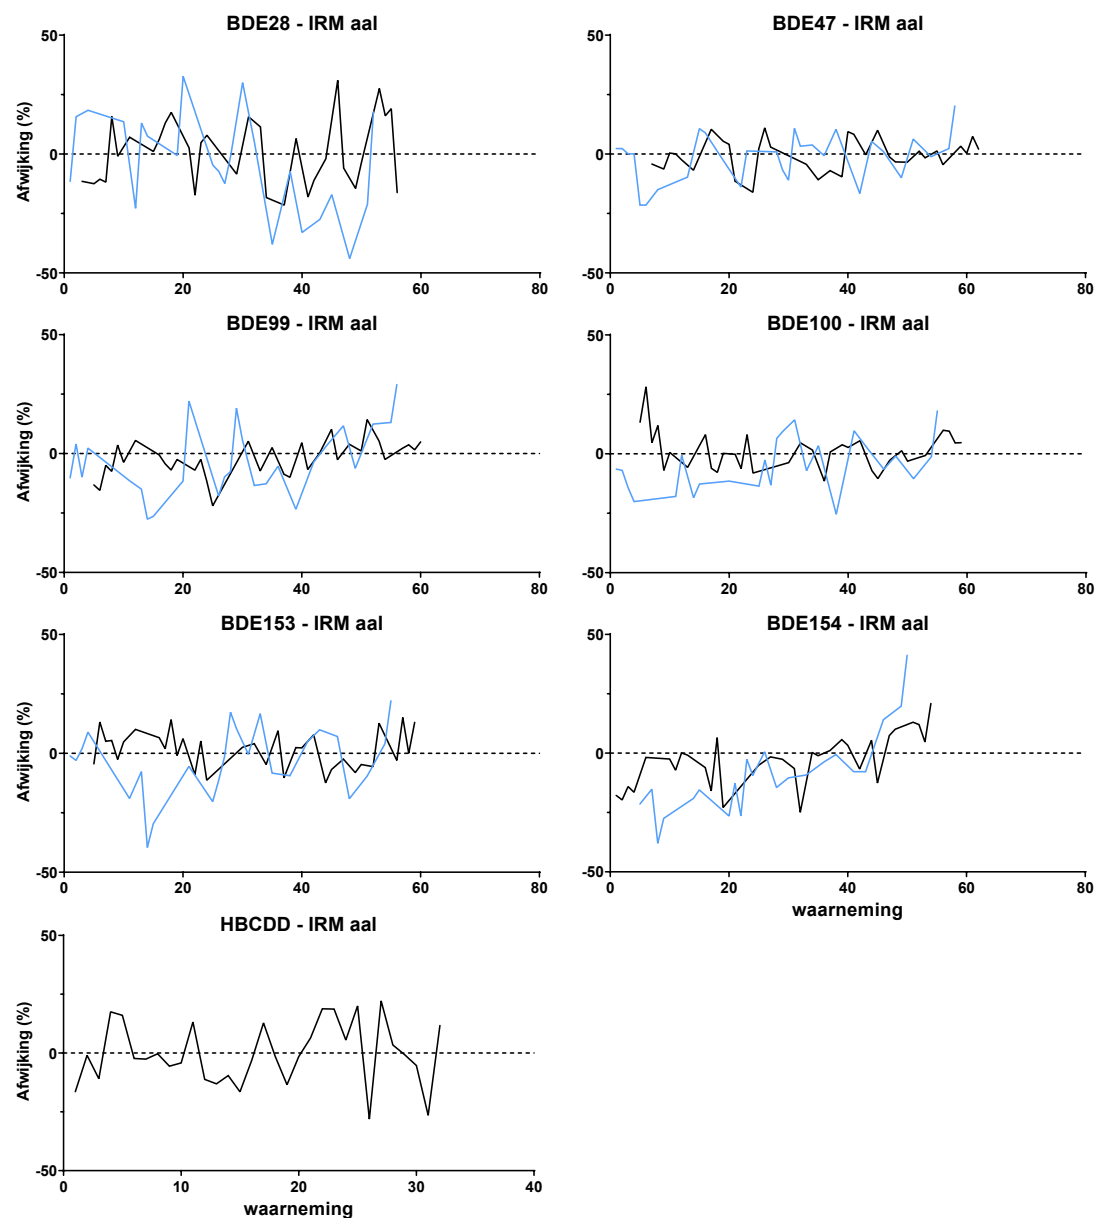 BDE28 - IRM aal
50
0
-50
Afwijking (%)
0 20 40 60 80
BDE47 - IRM aal
50
0
-50
0 20 40 60 80
BDE99 - IRM aal
50
0
-50
Afwijking (%)
0 20 40 60 80
BDE100 - IRM aal
50
0
-50
0 20 40 60 80
BDE153 - IRM aal
50
0
-50
Afwijking (%)
0 20 40 60 80
BDE154 - IRM aal
50
0
-50
0 20 40 60 80
waarneming
HBCDD - IRM aal
50
0
-50
Afwijking (%)
0 10 20 30 40
waarneming